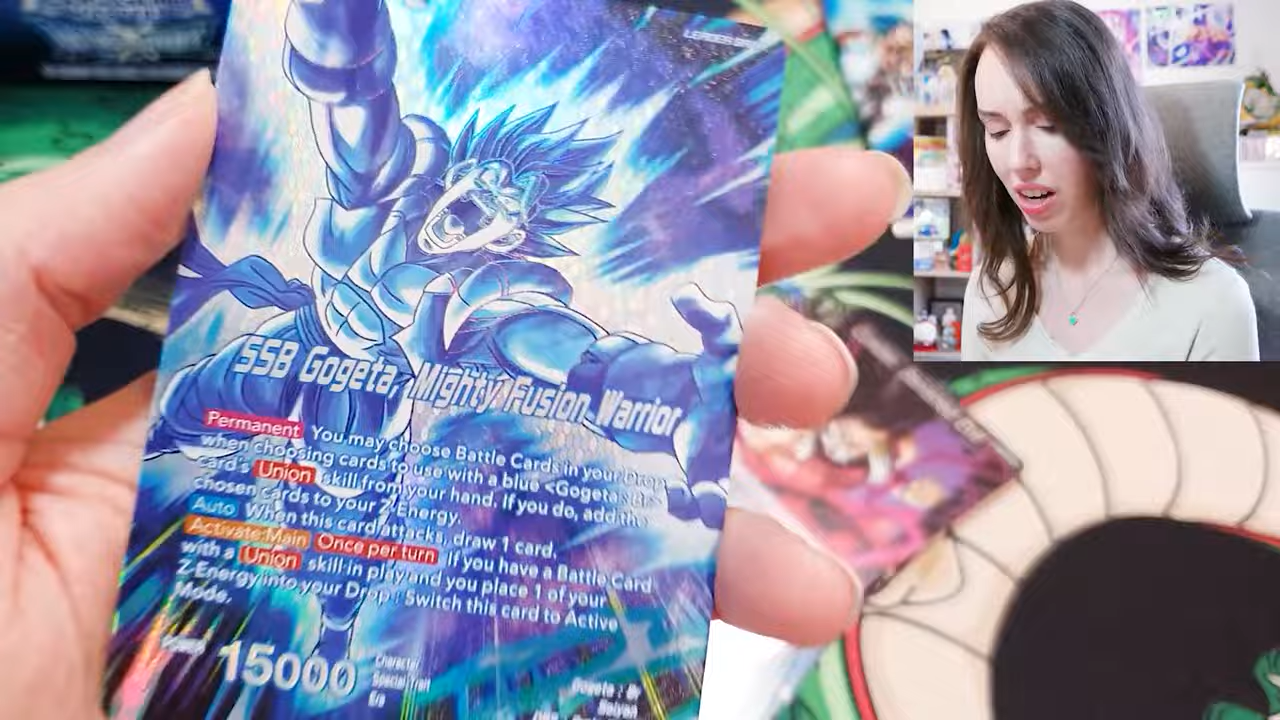 SSB Gogeta, Mighty Fusion Warrior
Permanent You may choose Battle Cards in your Drop
when choosing cards to use with a blue <Gogeta : Br>
card's Union skill from your hand. If you do, add the
chosen cards to your Z-Energy.
Auto When this card attacks, draw 1 card.
Activate:Main Once per turn If you have a Battle Card
with a Union skill in play and you place 1 of your
Z-Energy into your Drop : Switch this card to Active
Mode.
POWER 15000
Character
Special Trait
Era
Gogeta : Br
Saiyan